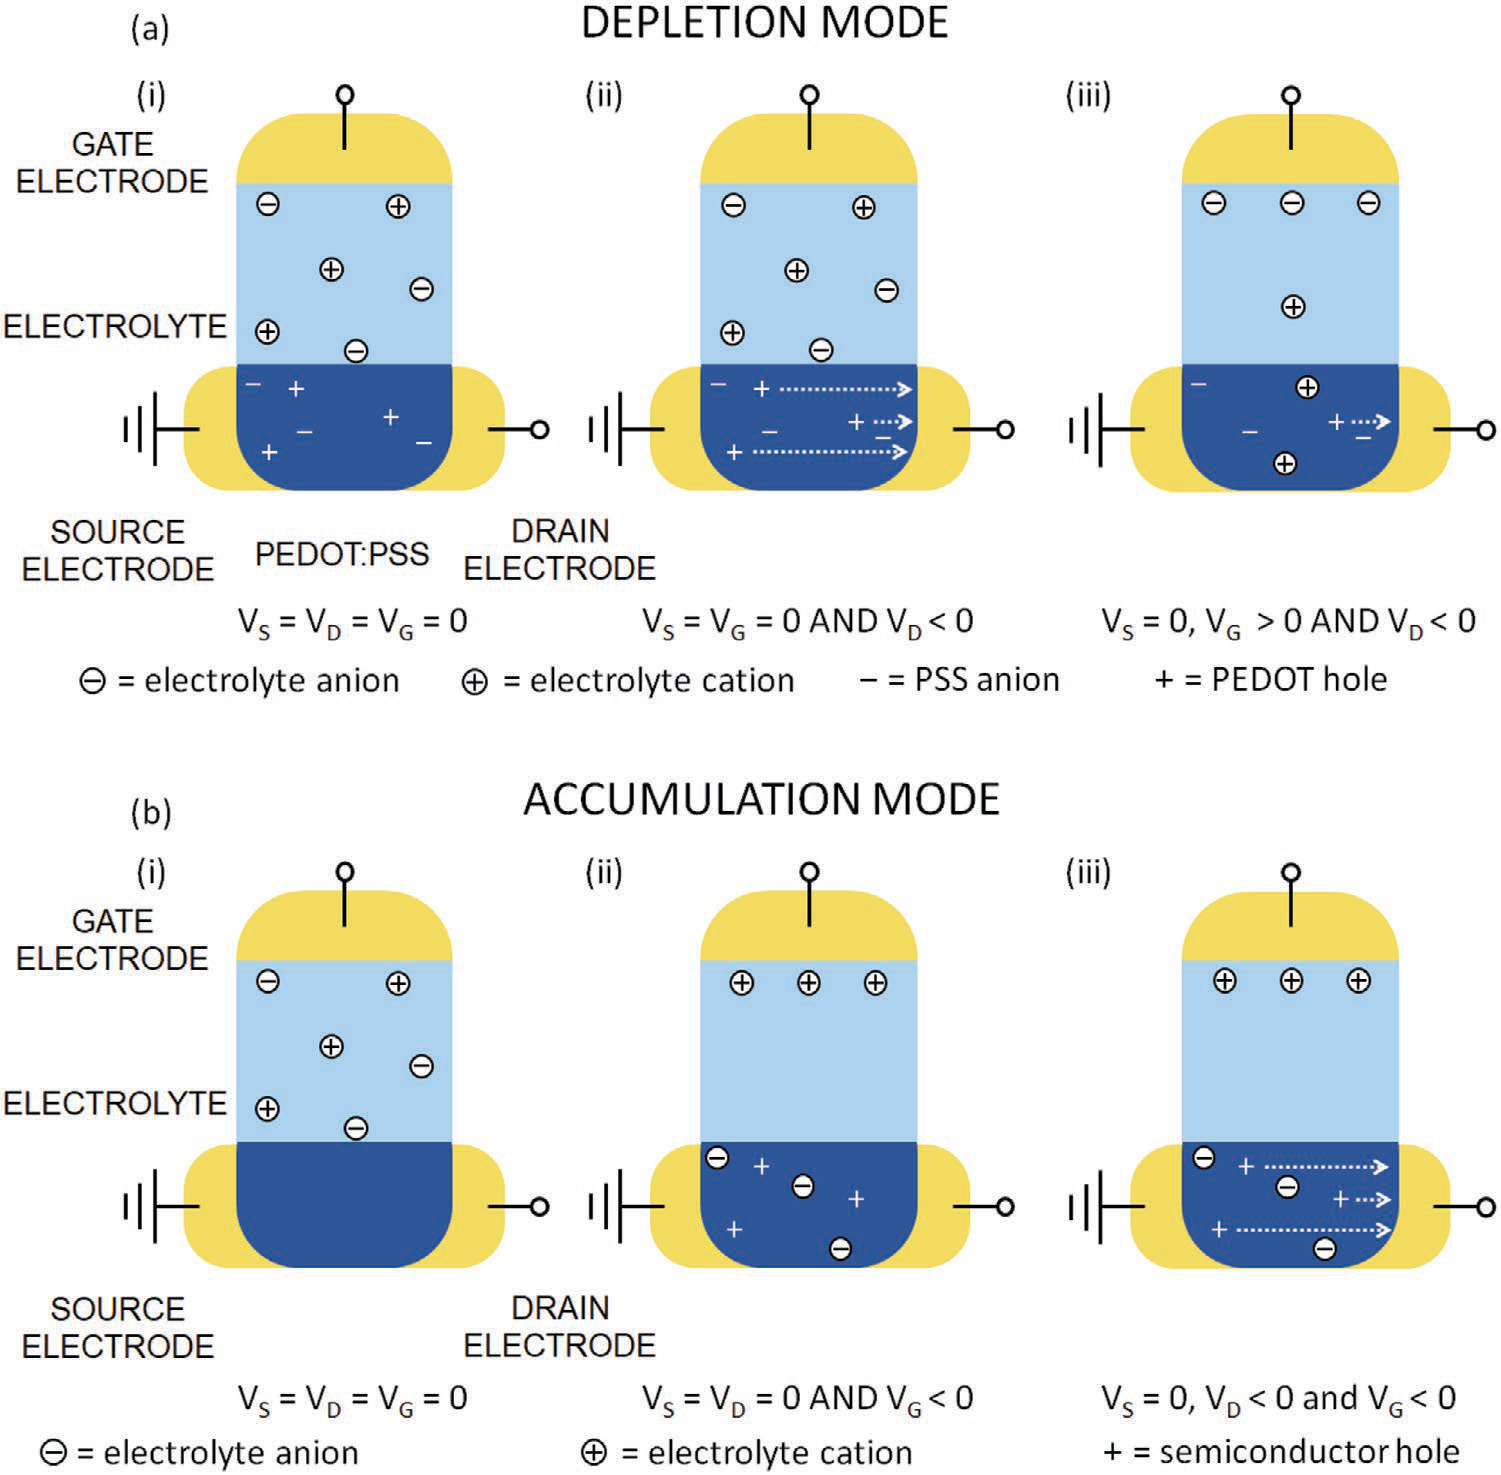 (a)
DEPLETION MODE
(i)
(ii)
(iii)
GATE
ELECTRODE
ELECTROLYTE
SOURCE
ELECTRODE
PEDOT:PSS
DRAIN
ELECTRODE
V_S = V_D = V_G = 0
V_S = V_G = 0 AND V_D < 0
V_S = 0, V_G > 0 AND V_D < 0
⊖ = electrolyte anion
⊕ = electrolyte cation
− = PSS anion
+ = PEDOT hole
(b)
ACCUMULATION MODE
(i)
(ii)
(iii)
GATE
ELECTRODE
ELECTROLYTE
SOURCE
ELECTRODE
DRAIN
ELECTRODE
V_S = V_D = V_G = 0
V_S = V_D = 0 AND V_G < 0
V_S = 0, V_D < 0 and V_G < 0
⊖ = electrolyte anion
⊕ = electrolyte cation
+ = semiconductor hole